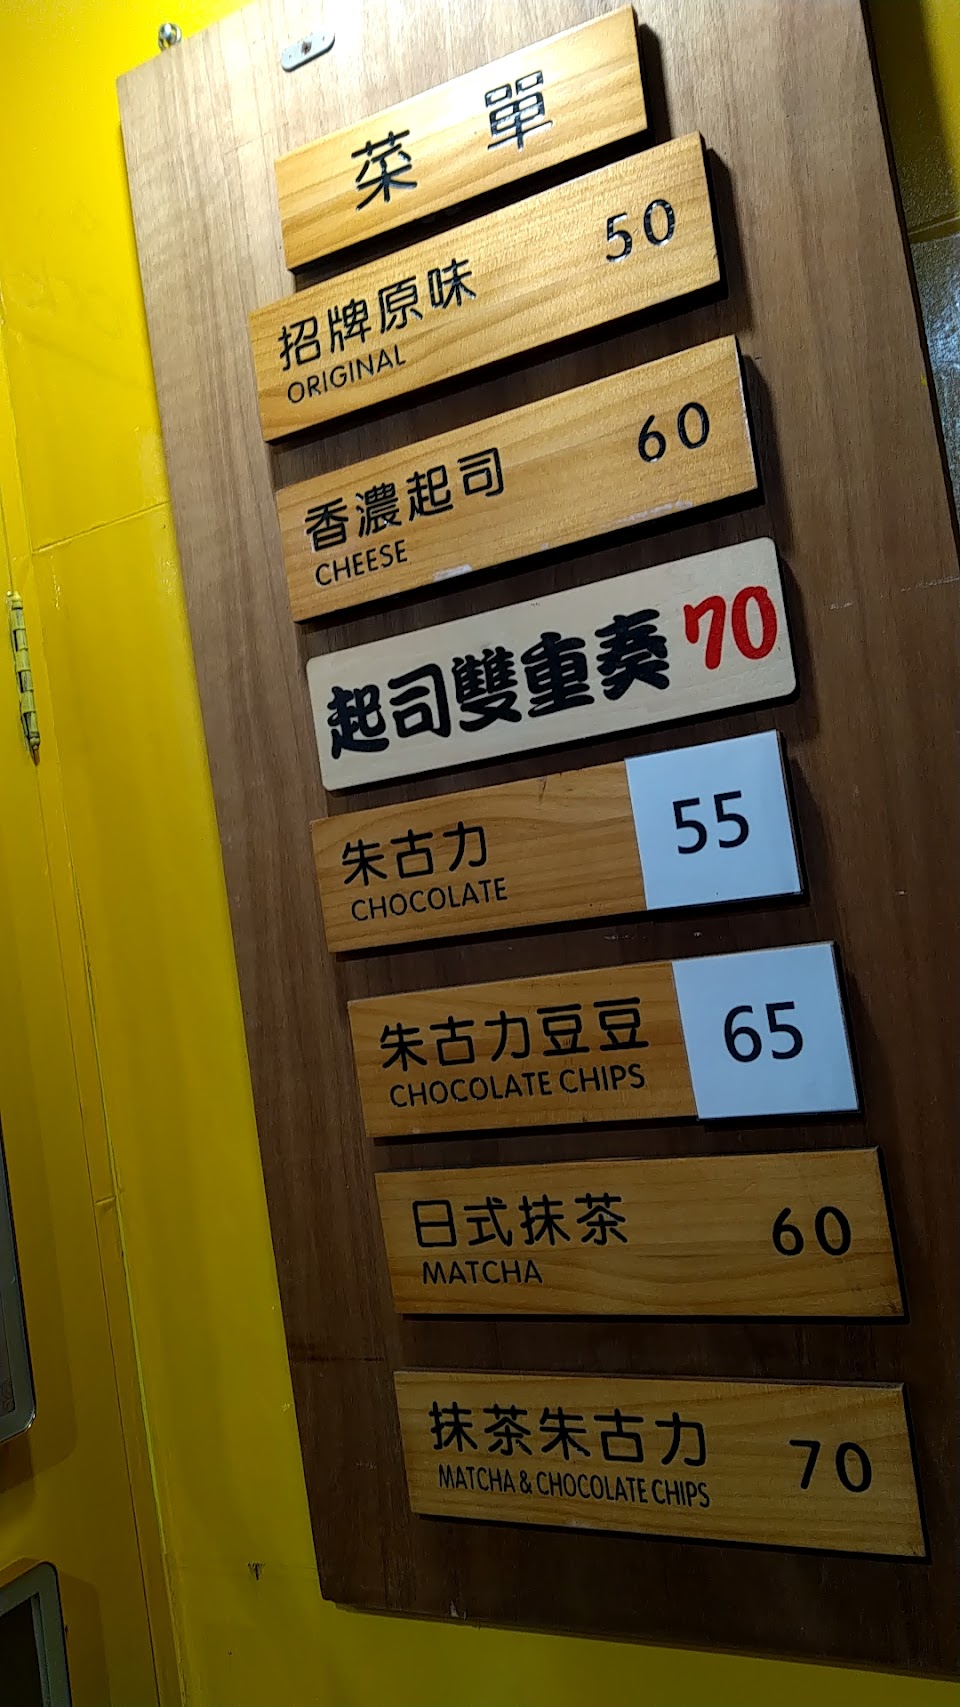 菜單
招牌原味 50
ORIGINAL
香濃起司 60
CHEESE
起司雙重奏 70
朱古力 55
CHOCOLATE
朱古力豆豆 65
CHOCOLATE CHIPS
日式抹茶 60
MATCHA
抹茶朱古力 70
MATCHA & CHOCOLATE CHIPS